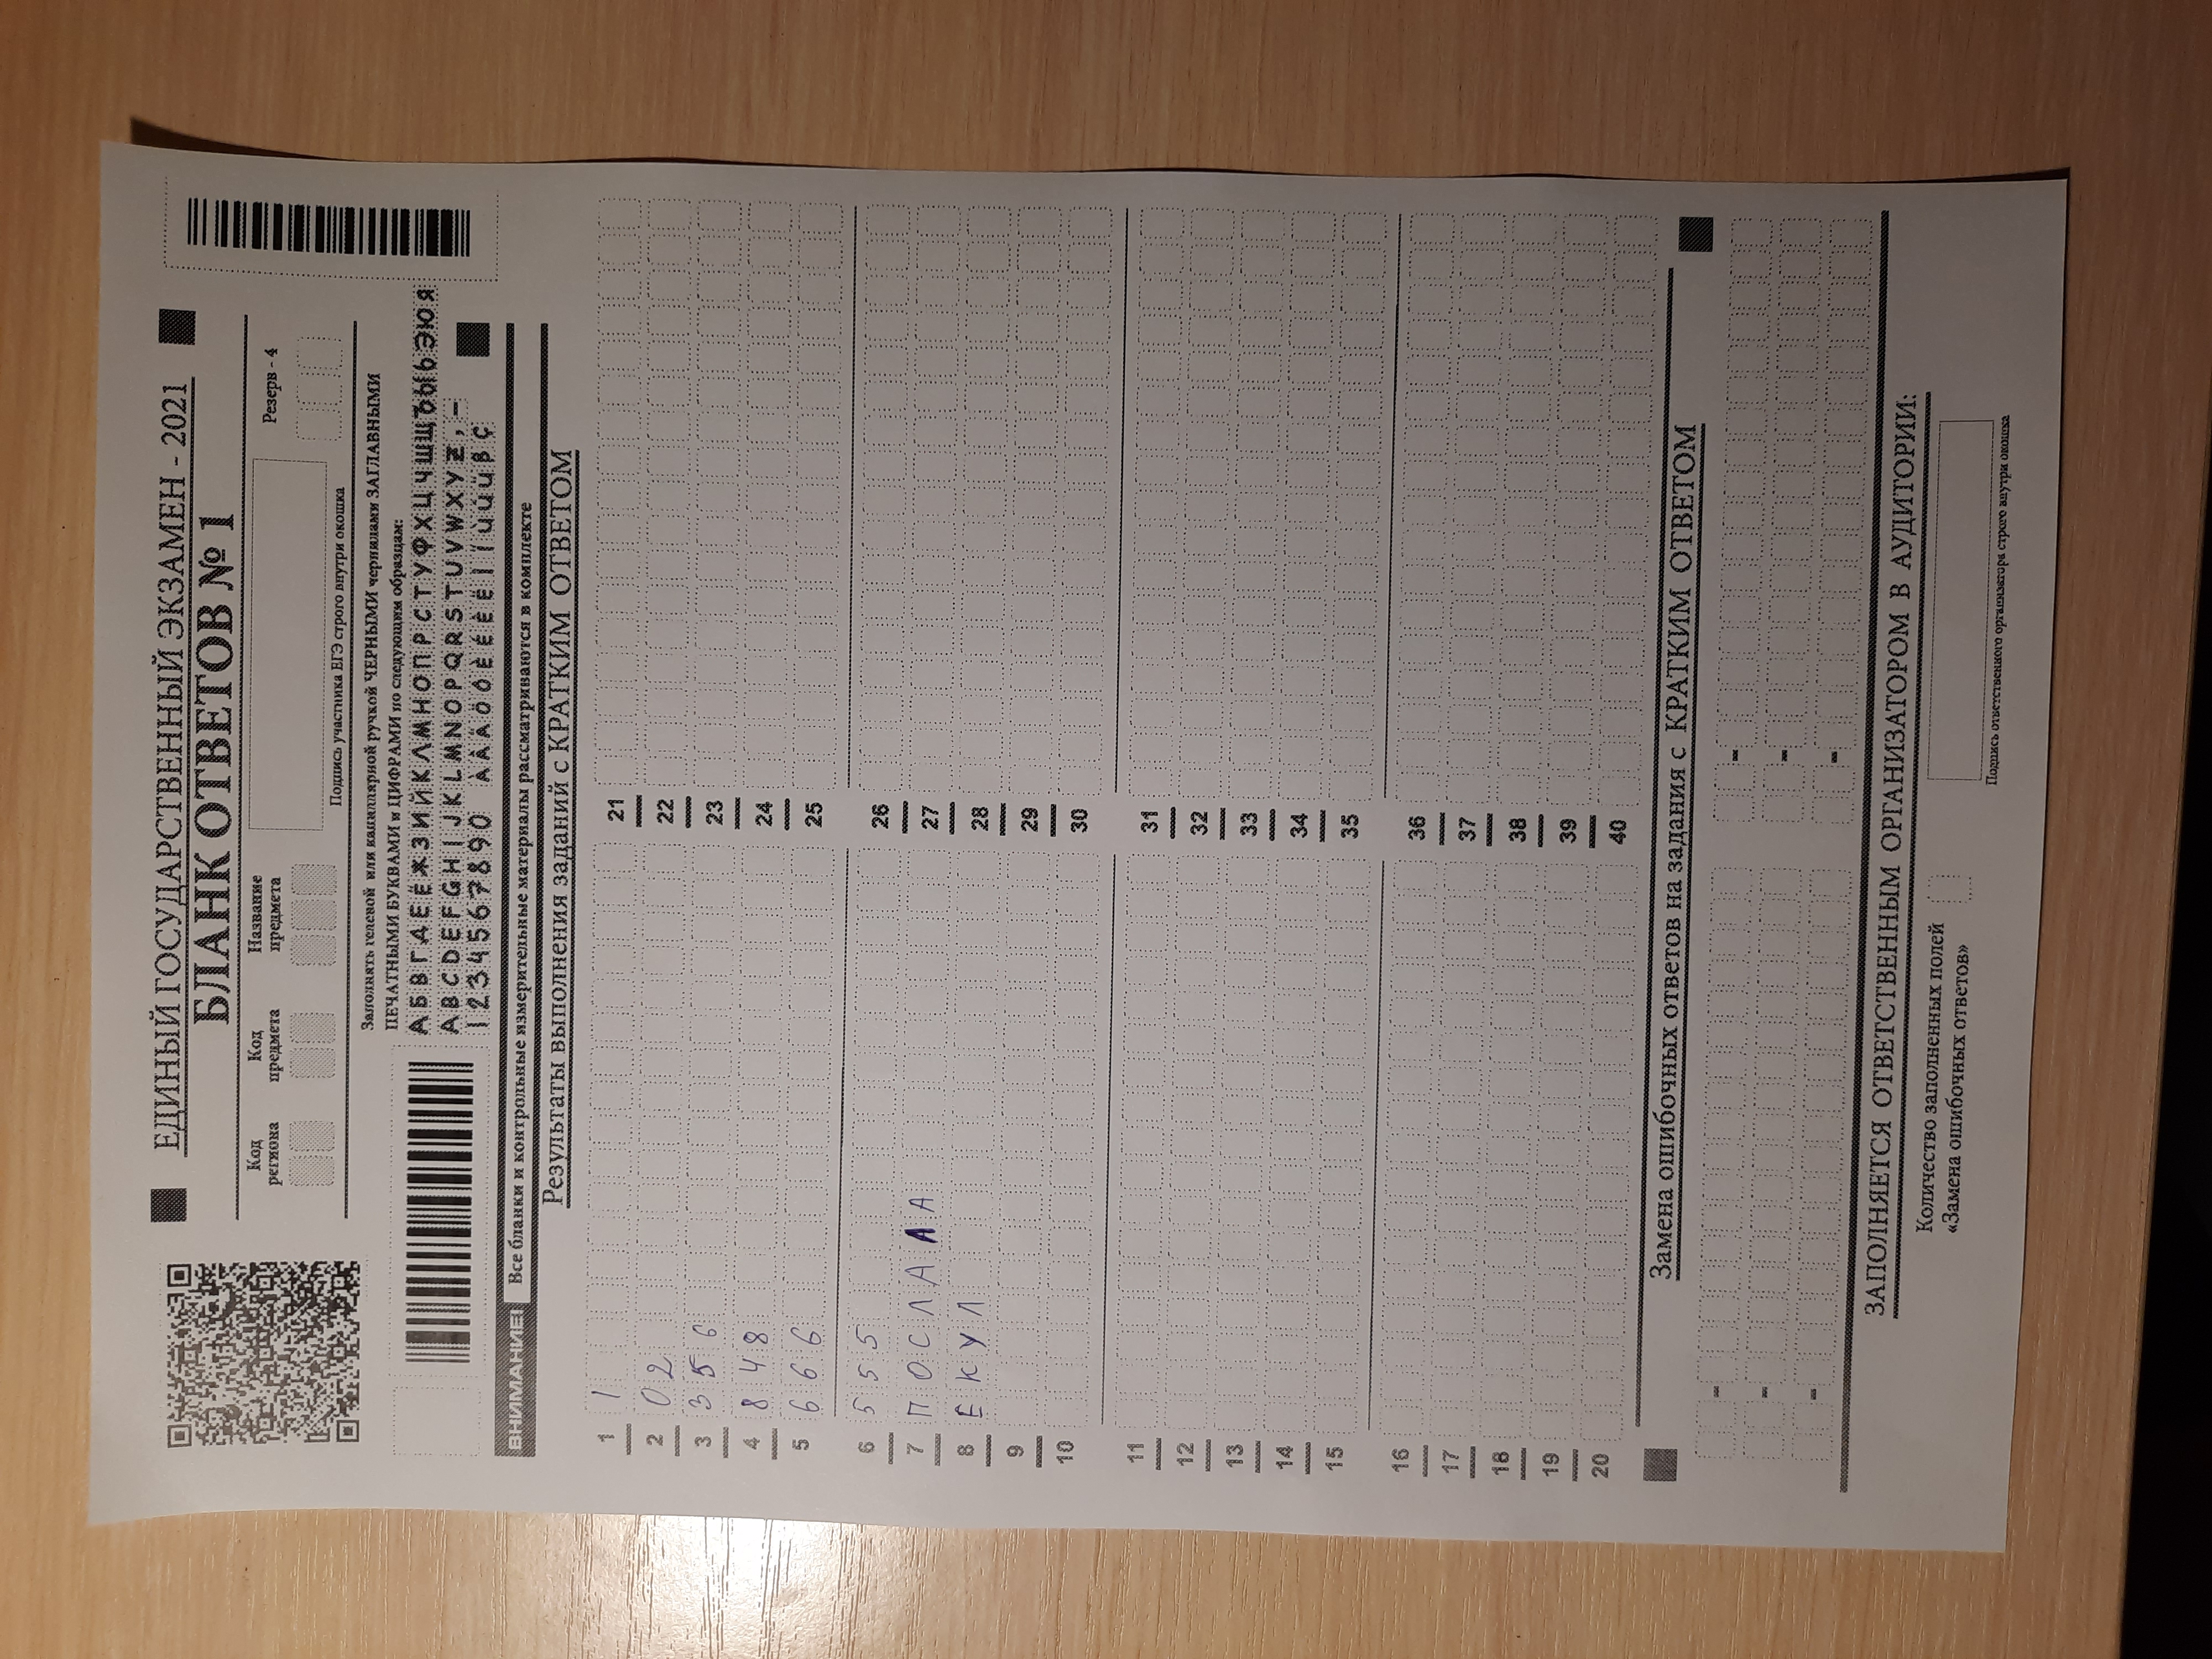 ЕДИНЫЙ ГОСУДАРСТВЕННЫЙ ЭКЗАМЕН - 2021
БЛАНК ОТВЕТОВ № 1
Код региона
Код предмета
Название предмета
Резерв - 4
Подпись участника ЕГЭ строго внутри окошка
Заполнять гелевой или капиллярной ручкой ЧЕРНЫМИ чернилами ЗАГЛАВНЫМИ
ПЕЧАТНЫМИ БУКВАМИ и ЦИФРАМИ по следующим образцам:
АБВГДЕЁЖЗИЙКЛМНОПРСТУФХЦЧШЩЪЫЬЭЮЯ
ABCDEFGHIJKLMNOPQRSTUVWXYZ,-
1234567890
ВНИМАНИЕ! Все бланки и контрольные измерительные материалы рассматриваются в комплекте
Результаты выполнения заданий с КРАТКИМ ОТВЕТОМ
1 1
2 02
3 356
4 848
5 666
6 555
7 ПОСЛАЛА
8 ЕКУЛ
9
10
11
12
13
14
15
16
17
18
19
20
21
22
23
24
25
26
27
28
29
30
31
32
33
34
35
36
37
38
39
40
Замена ошибочных ответов на задания с КРАТКИМ ОТВЕТОМ
- -
- -
- -
ЗАПОЛНЯЕТСЯ ОТВЕТСТВЕННЫМ ОРГАНИЗАТОРОМ В АУДИТОРИИ:
Количество заполненных полей
«Замена ошибочных ответов»
Подпись ответственного организатора строго внутри окошка